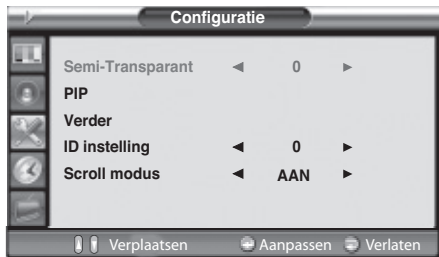 Configuratie
Semi-Transparant ◄ 0 ►
PIP
Verder
ID instelling ◄ 0 ►
Scroll modus ◄ AAN ►
Verplaatsen Aanpassen Verlaten